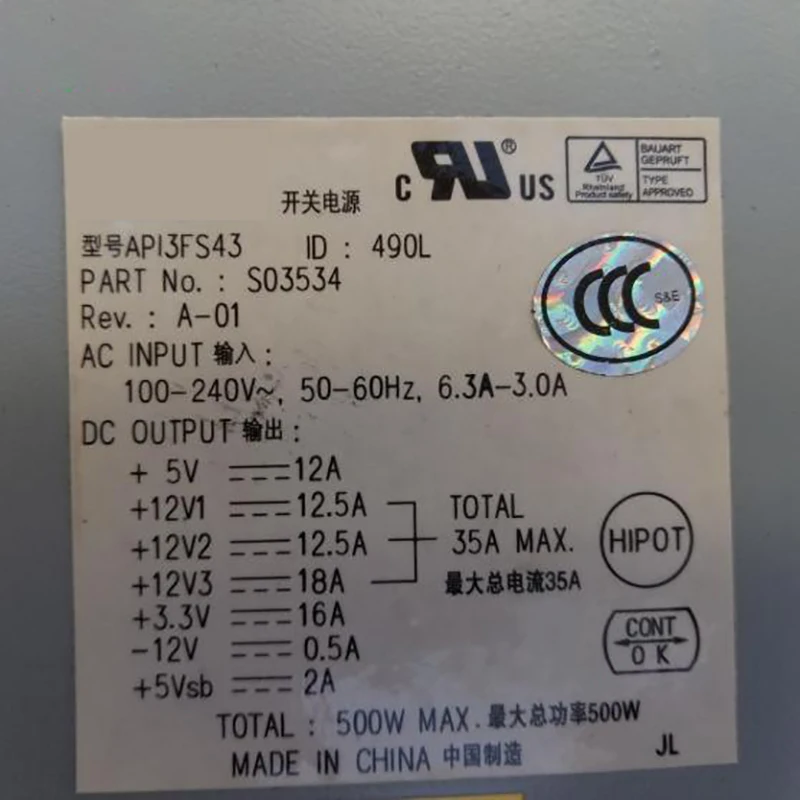 c RU ® US
TÜV
Rheinland
Product safety
BAUART
GEPRÜFT
TYPE
APPROVED
开关电源
型号API3FS43 ID : 490L
PART No. : S03534
Rev. : A-01
CCC S&E
AC INPUT 输入 :
100-240V~, 50-60Hz, 6.3A-3.0A
DC OUTPUT 输出 :
+ 5V 12A
+12V1 12.5A
+12V2 12.5A
+12V3 18A
TOTAL
35A MAX.
最大总电流35A
HIPOT
+3.3V 16A
-12V 0.5A
+5Vsb 2A
CONT
OK
TOTAL : 500W MAX. 最大总功率500W
MADE IN CHINA 中国制造
JL